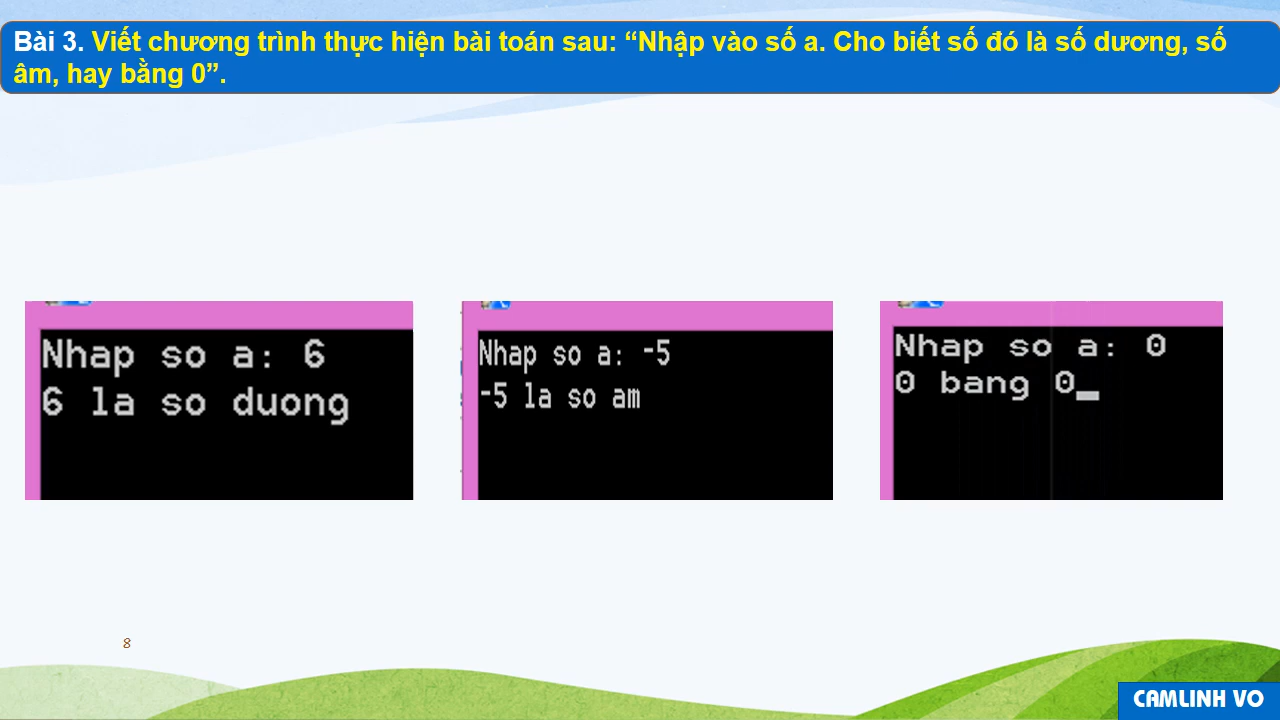 Bài 3. Viết chương trình thực hiện bài toán sau: “Nhập vào số a. Cho biết số đó là số dương, số
âm, hay bằng 0”.
Nhap so a: 6
6 la so duong
Nhap so a: -5
-5 la so am
Nhap so a: 0
0 bang 0_
8
CAMLINH VO